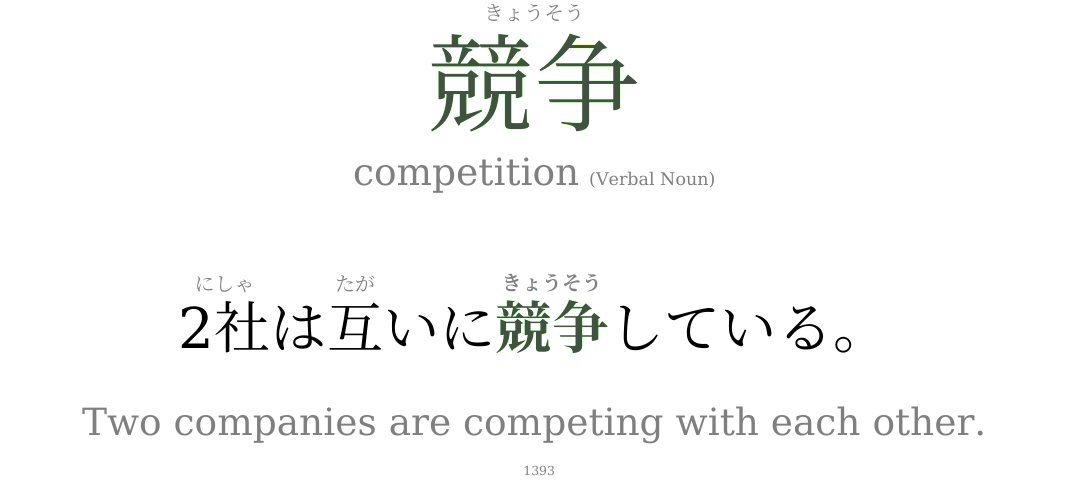 きょうそう
競争
competition (Verbal Noun)
にしゃ たが きょうそう
2社は互いに競争している。
Two companies are competing with each other.
1393